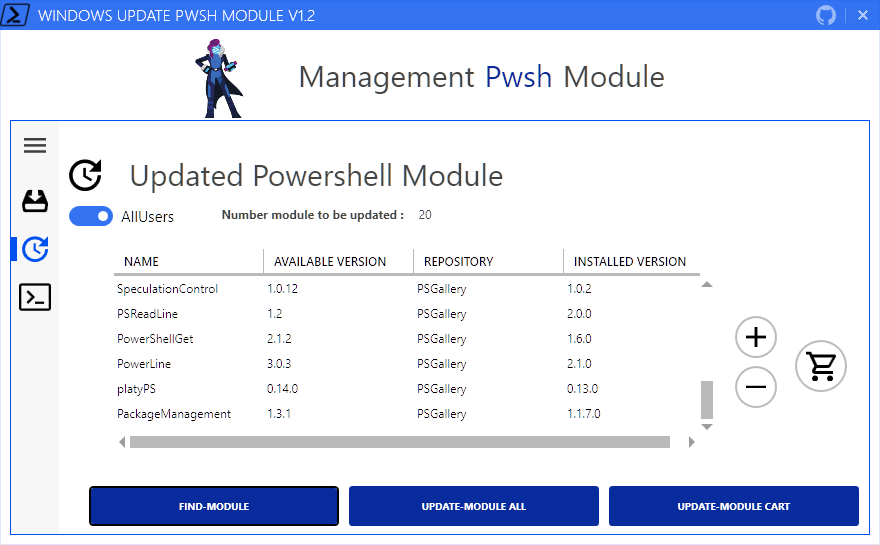 WINDOWS UPDATE PWSH MODULE V1.2
Management Pwsh Module
Updated Powershell Module
AllUsers Number module to be updated : 20
NAME AVAILABLE VERSION REPOSITORY INSTALLED VERSION
SpeculationControl 1.0.12 PSGallery 1.0.2
PSReadLine 1.2 PSGallery 2.0.0
PowerShellGet 2.1.2 PSGallery 1.6.0
PowerLine 3.0.3 PSGallery 2.1.0
platyPS 0.14.0 PSGallery 0.13.0
PackageManagement 1.3.1 PSGallery 1.1.7.0
FIND-MODULE UPDATE-MODULE ALL UPDATE-MODULE CART